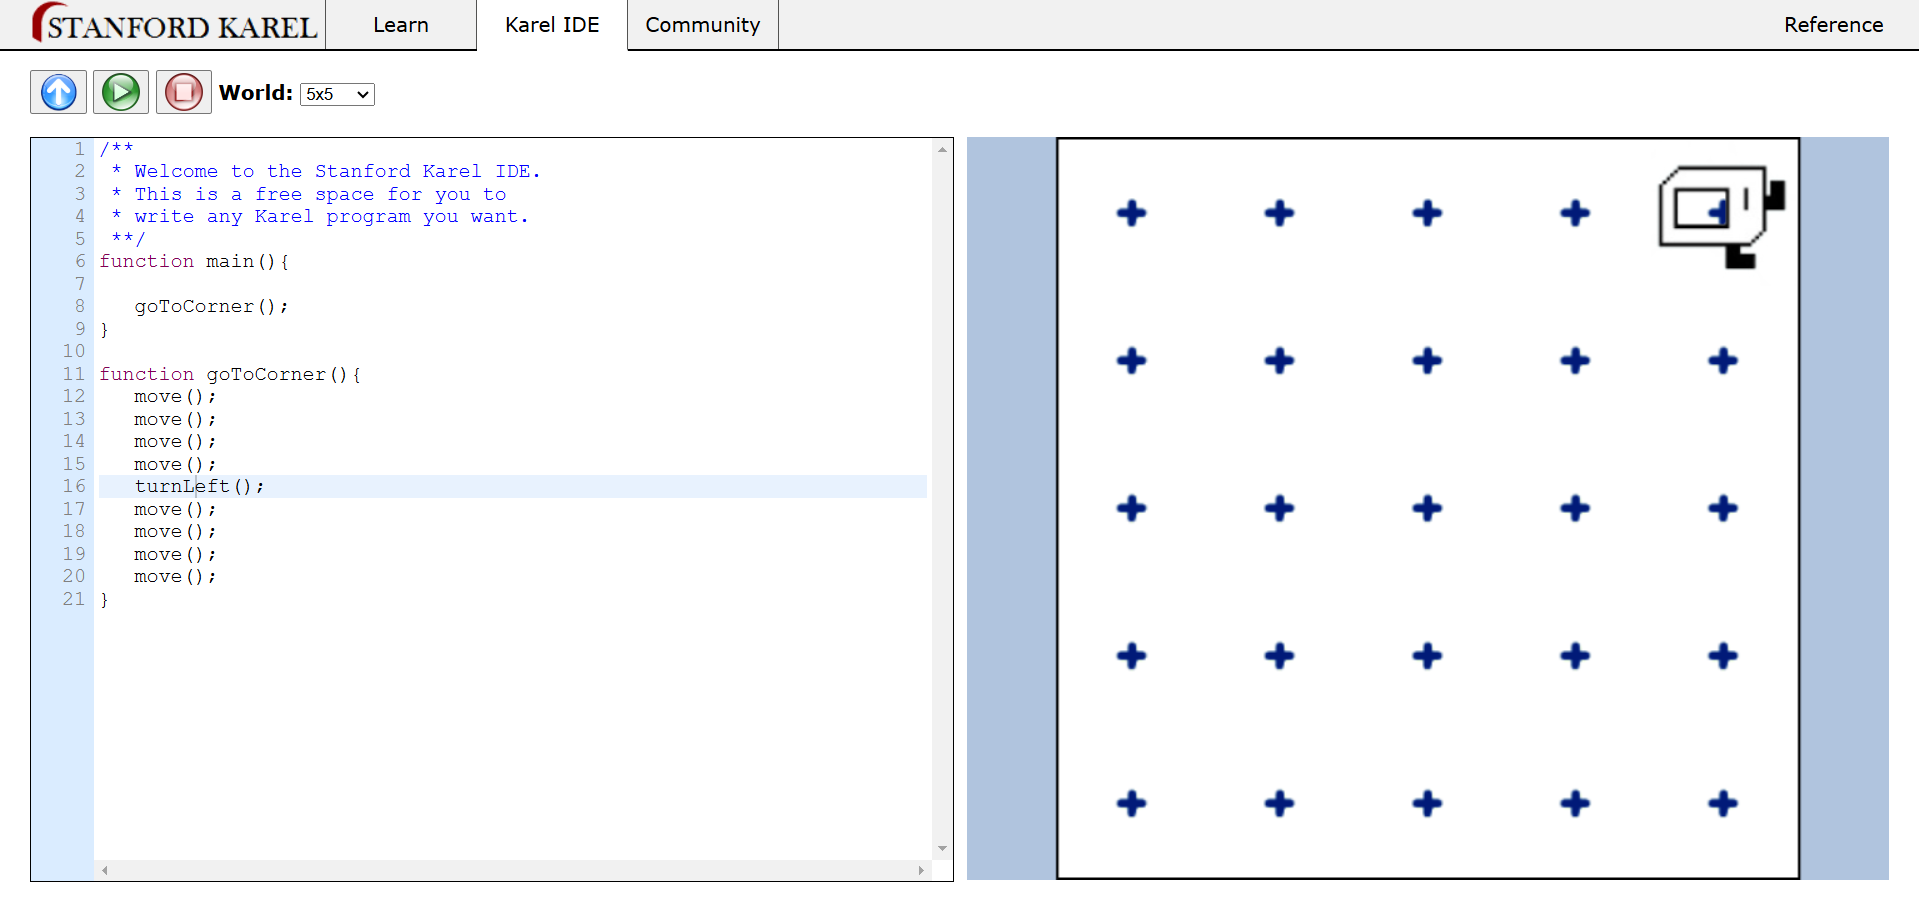 STANFORD KAREL
Learn
Karel IDE
Community
Reference
World: 5x5
1 /**
2  * Welcome to the Stanford Karel IDE.
3  * This is a free space for you to
4  * write any Karel program you want.
5  **/
6 function main(){
7
8    goToCorner();
9 }
10
11 function goToCorner(){
12    move();
13    move();
14    move();
15    move();
16    turnLeft();
17    move();
18    move();
19    move();
20    move();
21 }